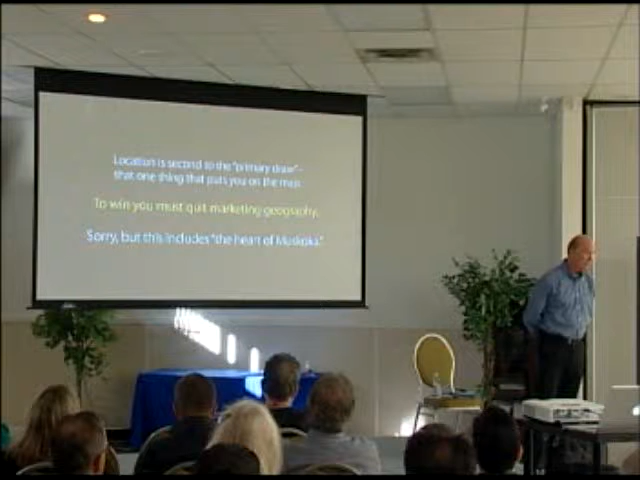 Location is second to the "primary draw"–
that one thing that puts you on the map.
To win you must quit marketing geography.
Sorry, but this includes "the heart of Muskoka."